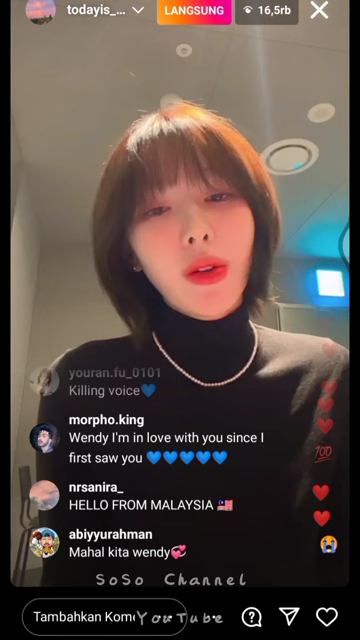 todayis_...
LANGSUNG
16,5rb
youran.fu_0101
Killing voice💙
morpho.king
Wendy I'm in love with you since I
first saw you 💙💙💙💙💙
nrsanira_
HELLO FROM MALAYSIA 🇲🇾
abiyyurahman
Mahal kita wendy💞
💯
SoSo Channel
Tambahkan Kom
YouTube